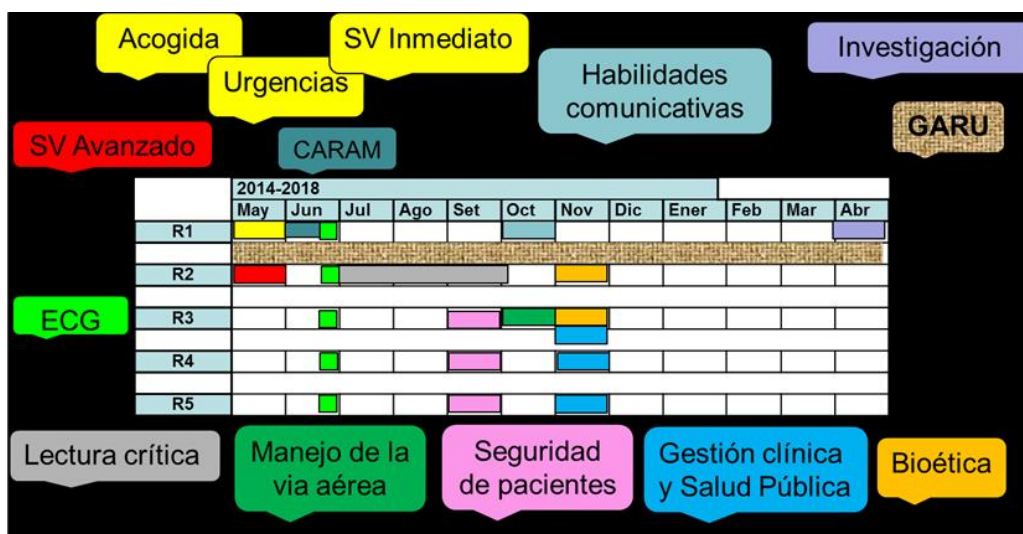 Acogida
SV Inmediato
Investigación
Urgencias
Habilidades
comunicativas
GARU
SV Avanzado
CARAM
2014-2018
May Jun Jul Ago Set Oct Nov Dic Ener Feb Mar Abr
R1
R2
ECG
R3
R4
R5
Lectura crítica
Manejo de la
via aérea
Seguridad
de pacientes
Gestión clínica
y Salud Pública
Bioética